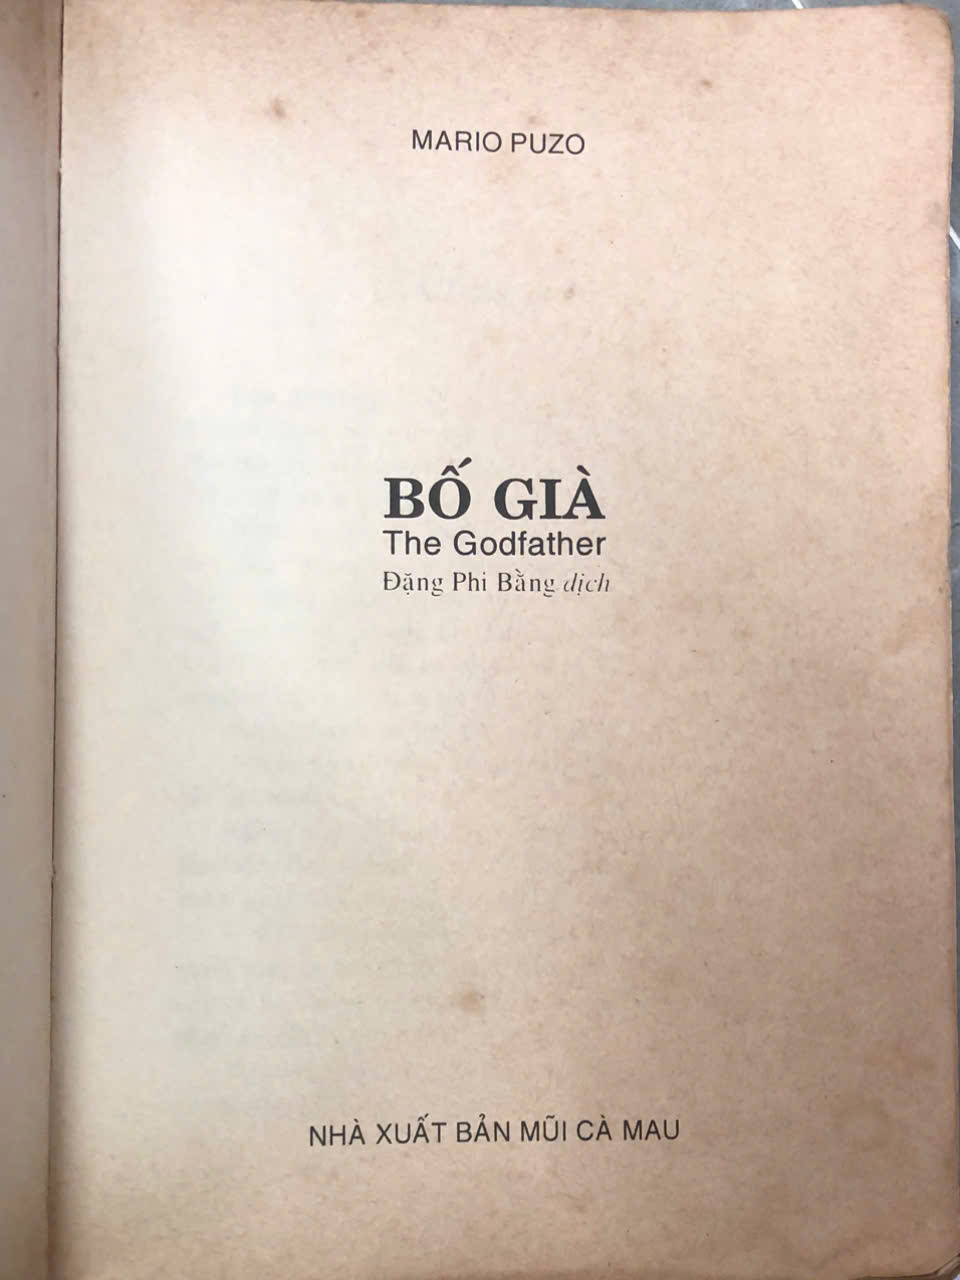 MARIO PUZO
BỐ GIÀ
The Godfather
Đặng Phi Bằng dịch
NHÀ XUẤT BẢN MŨI CÀ MAU